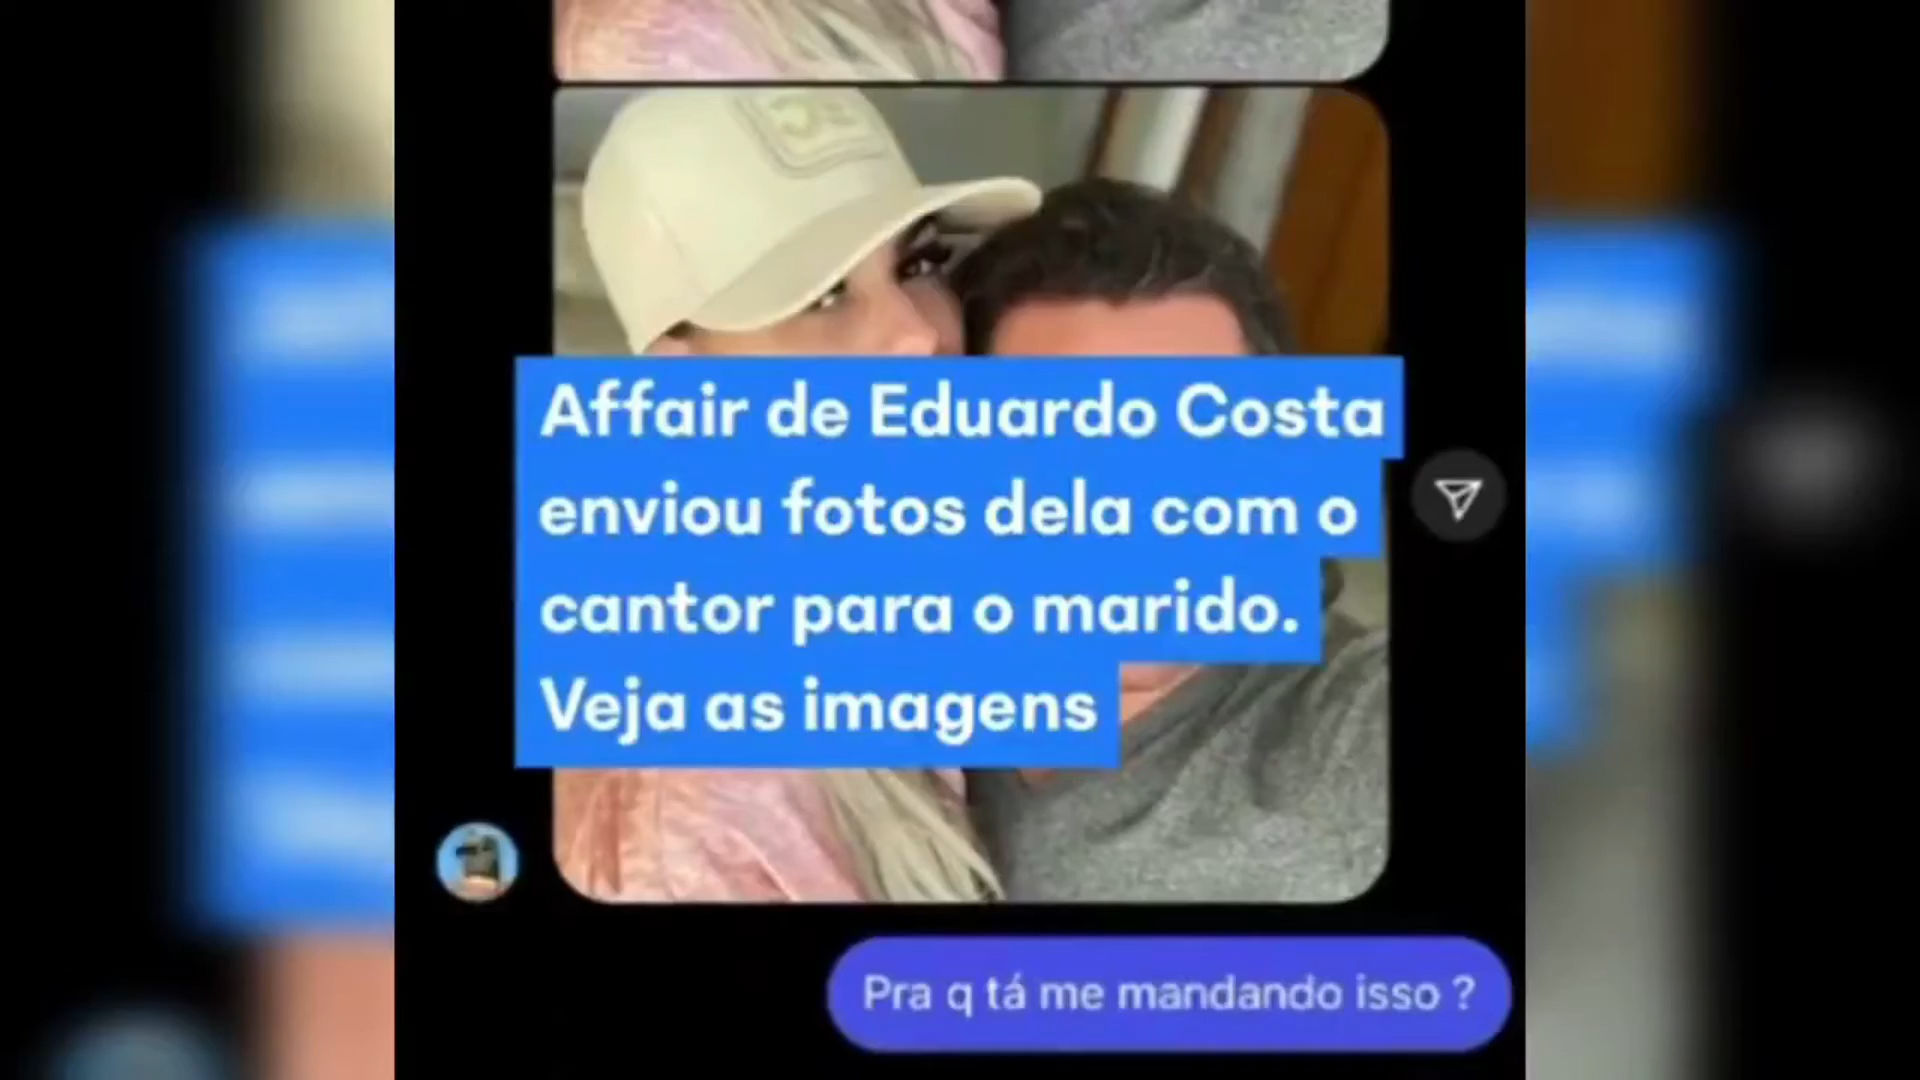 Affair de Eduardo Costa
enviou fotos dela com o
cantor para o marido.
Veja as imagens
Pra q tá me mandando isso ?